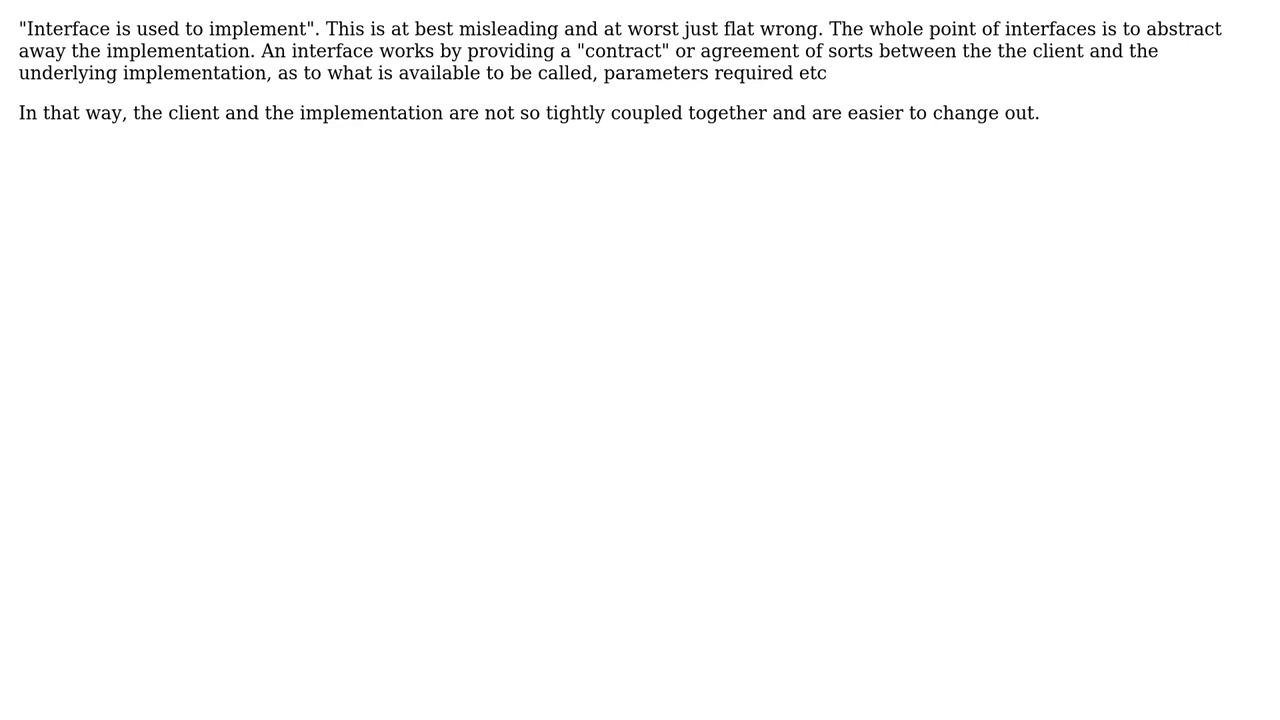 "Interface is used to implement". This is at best misleading and at worst just flat wrong. The whole point of interfaces is to abstract
away the implementation. An interface works by providing a "contract" or agreement of sorts between the the client and the
underlying implementation, as to what is available to be called, parameters required etc
In that way, the client and the implementation are not so tightly coupled together and are easier to change out.